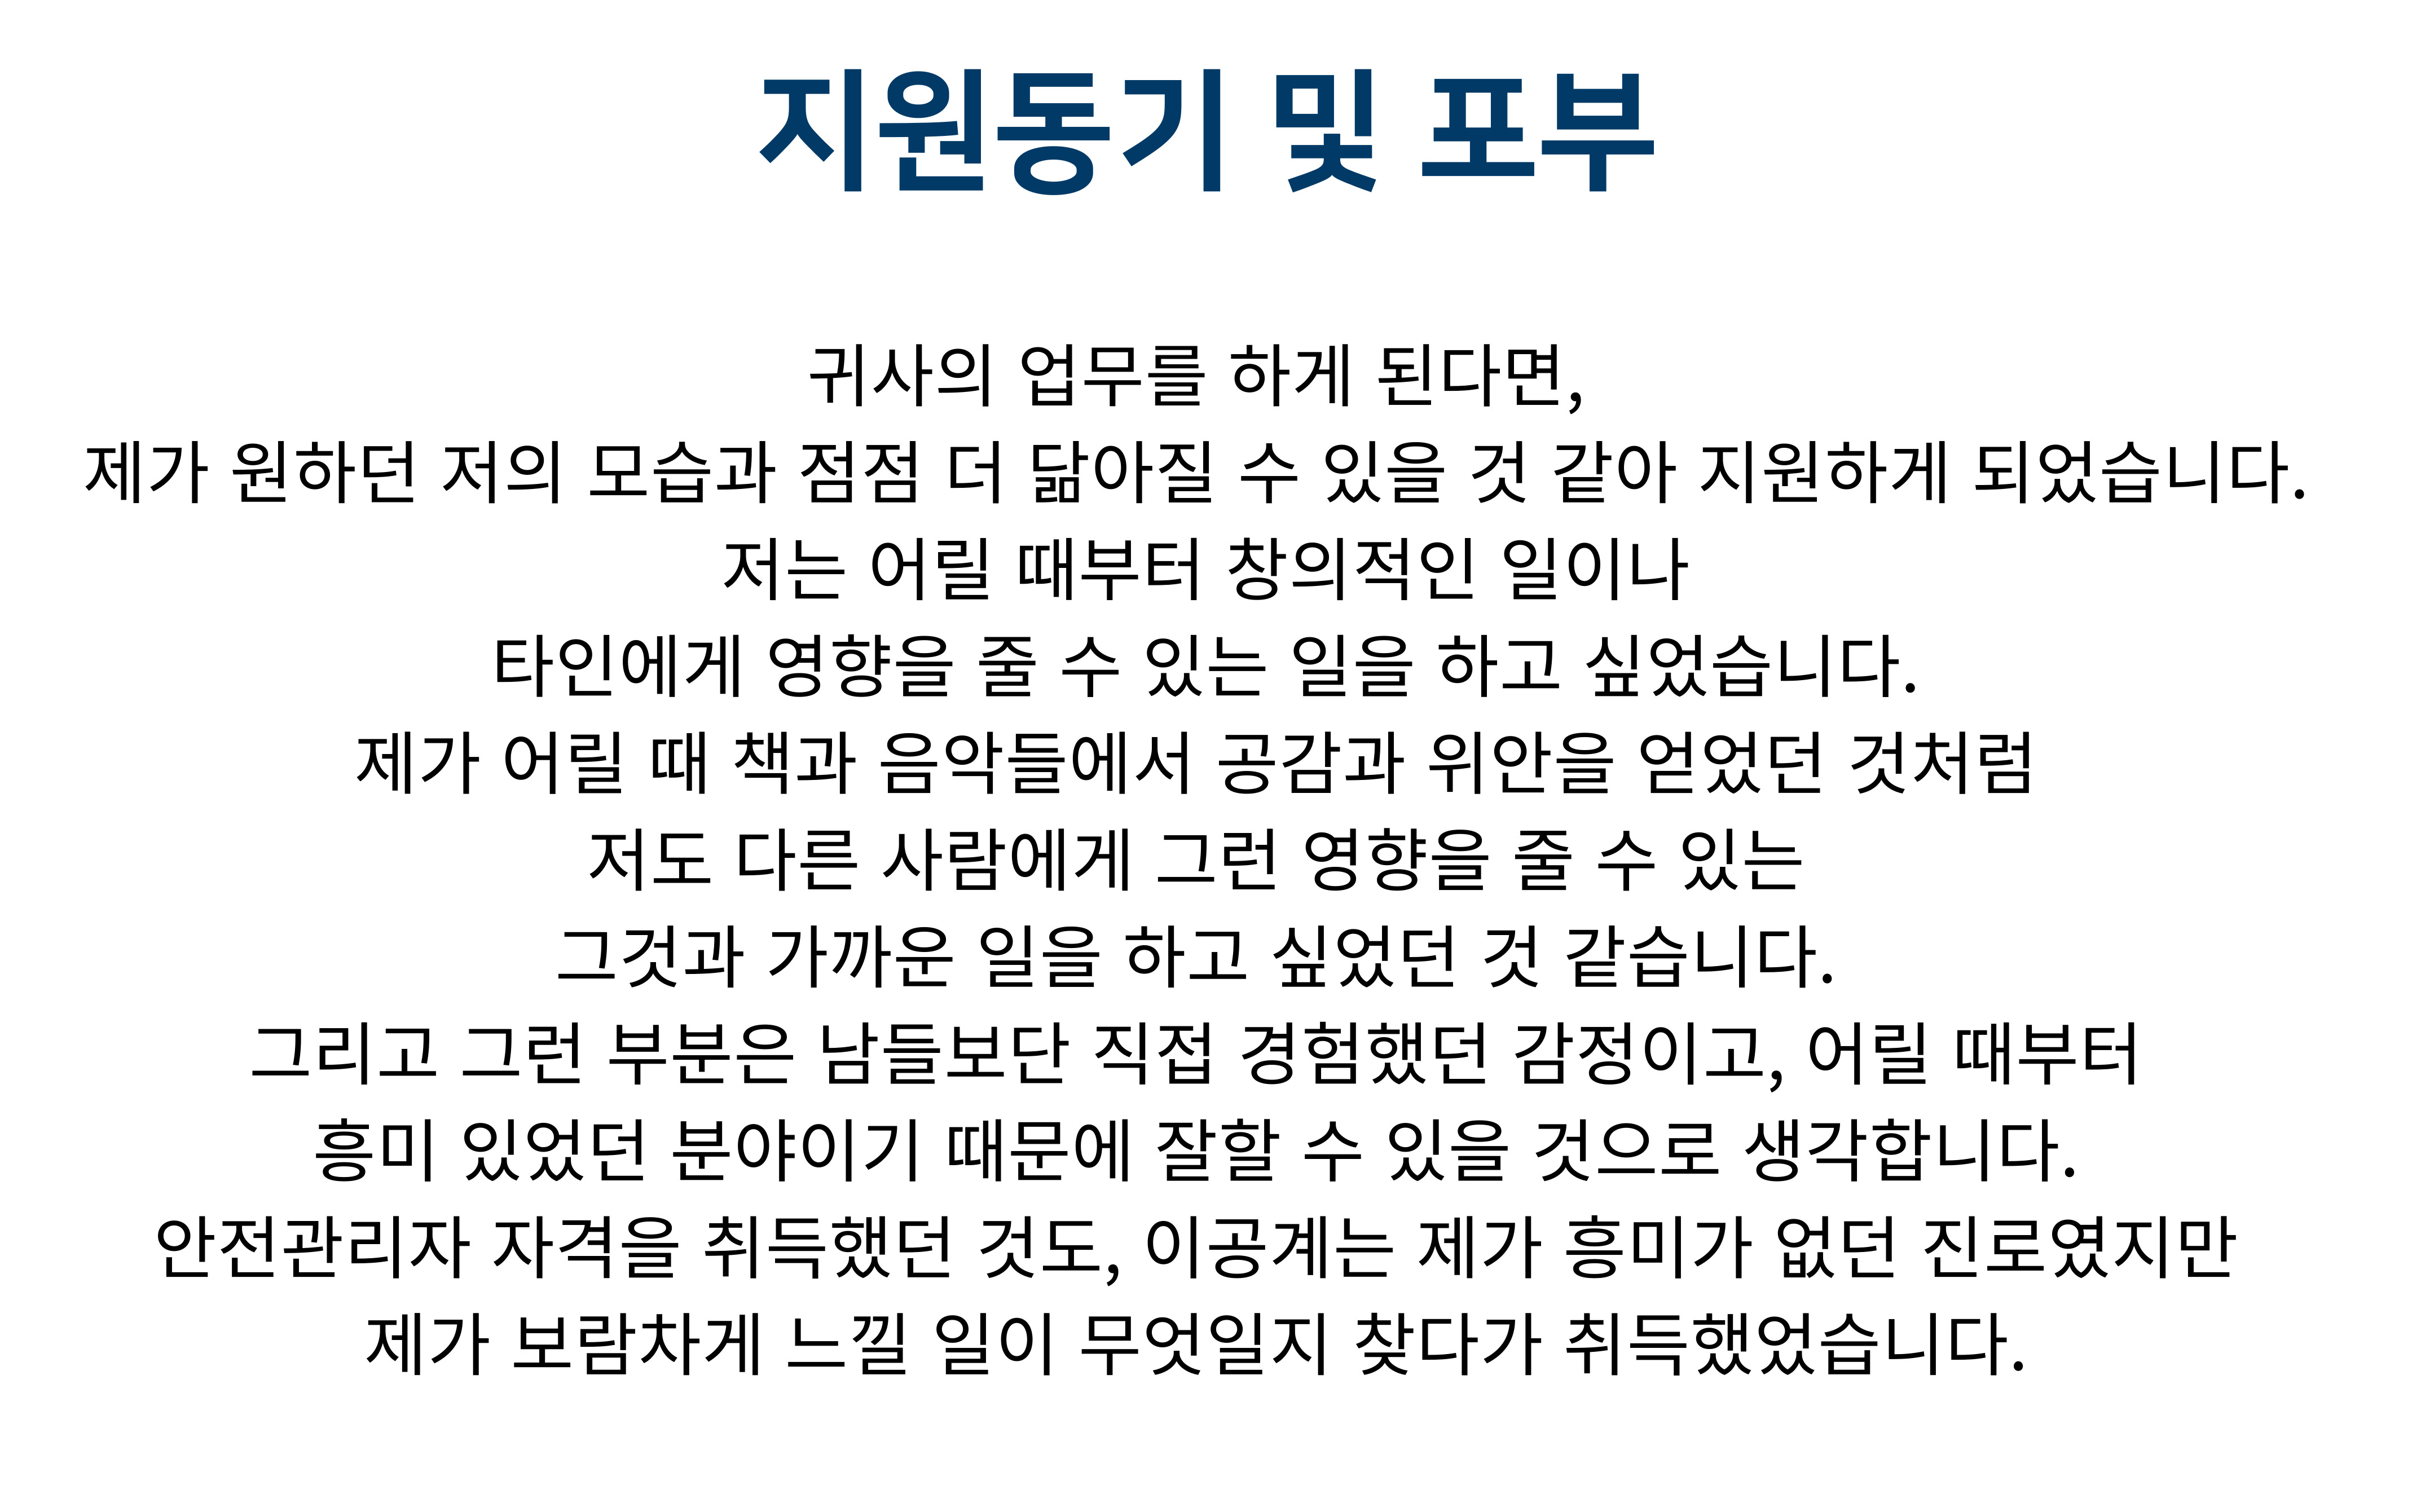 지원동기 및 포부
귀사의 업무를 하게 된다면,
제가 원하던 저의 모습과 점점 더 닮아질 수 있을 것 같아 지원하게 되었습니다.
저는 어릴 때부터 창의적인 일이나
타인에게 영향을 줄 수 있는 일을 하고 싶었습니다.
제가 어릴 때 책과 음악들에서 공감과 위안을 얻었던 것처럼
저도 다른 사람에게 그런 영향을 줄 수 있는
그것과 가까운 일을 하고 싶었던 것 같습니다.
그리고 그런 부분은 남들보단 직접 경험했던 감정이고, 어릴 때부터
흥미 있었던 분야이기 때문에 잘할 수 있을 것으로 생각합니다.
안전관리자 자격을 취득했던 것도, 이공계는 제가 흥미가 없던 진로였지만
제가 보람차게 느낄 일이 무엇일지 찾다가 취득했었습니다.